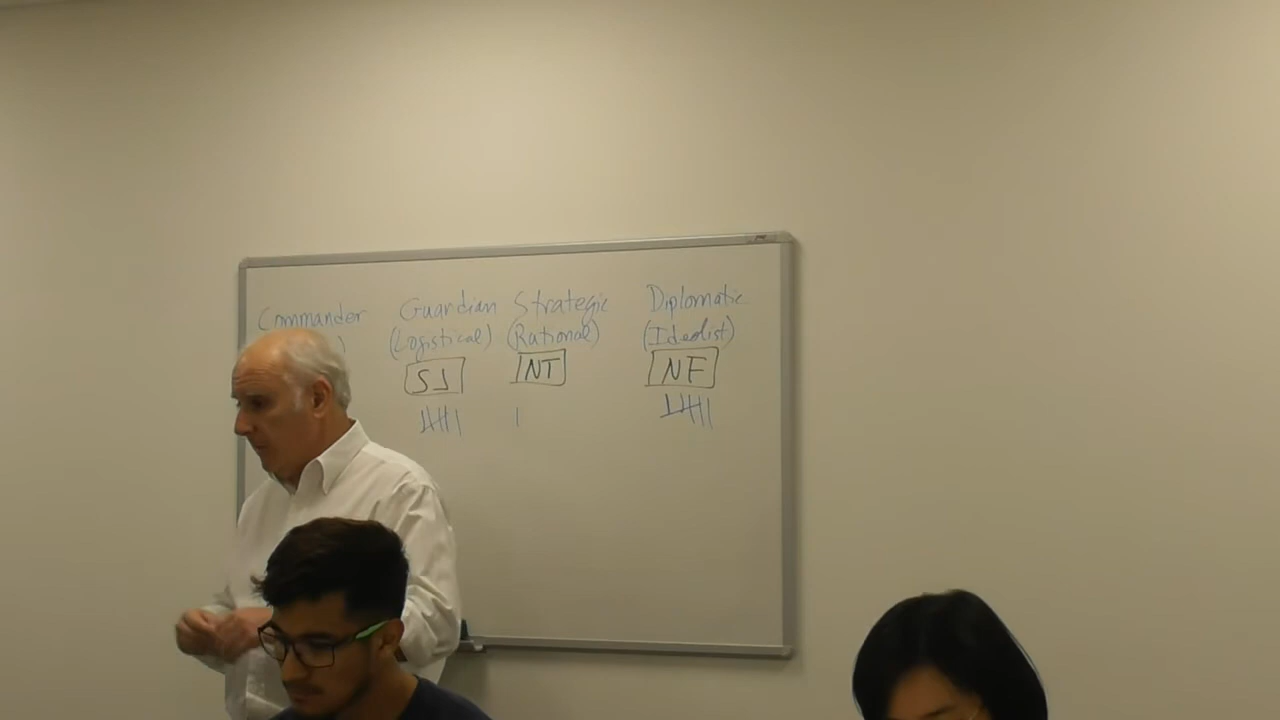 Commander Guardian Strategic Diplomatic
) (Logistical) (Rational) (Idealist)
SJ NT NF